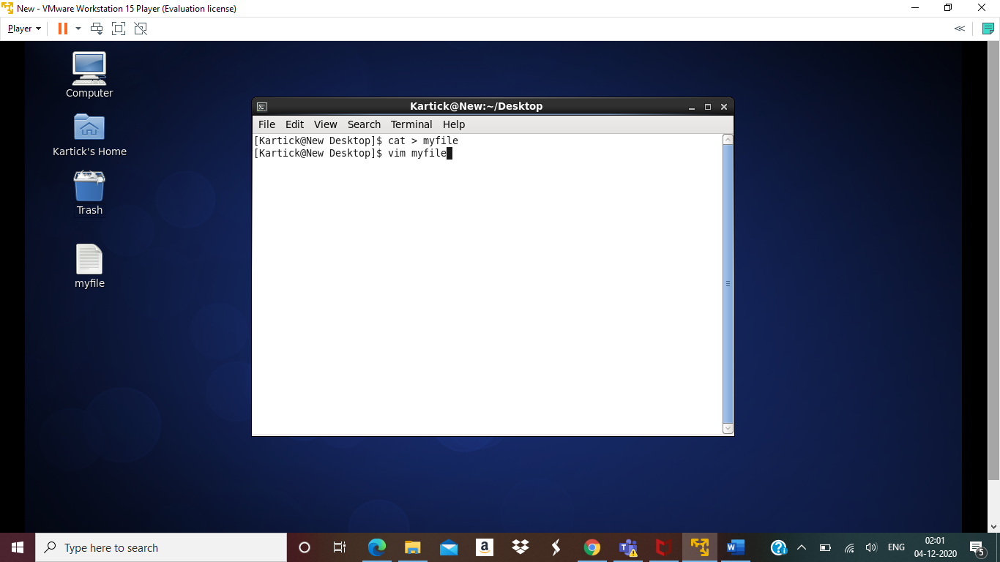 New - VMware Workstation 15 Player (Evaluation license)
Player
Computer
Kartick's Home
Trash
myfile
Kartick@New:~/Desktop
File Edit View Search Terminal Help
[Kartick@New Desktop]$ cat > myfile
[Kartick@New Desktop]$ vim myfile
Type here to search
a
W
?
ENG
02:01
04-12-2020
5